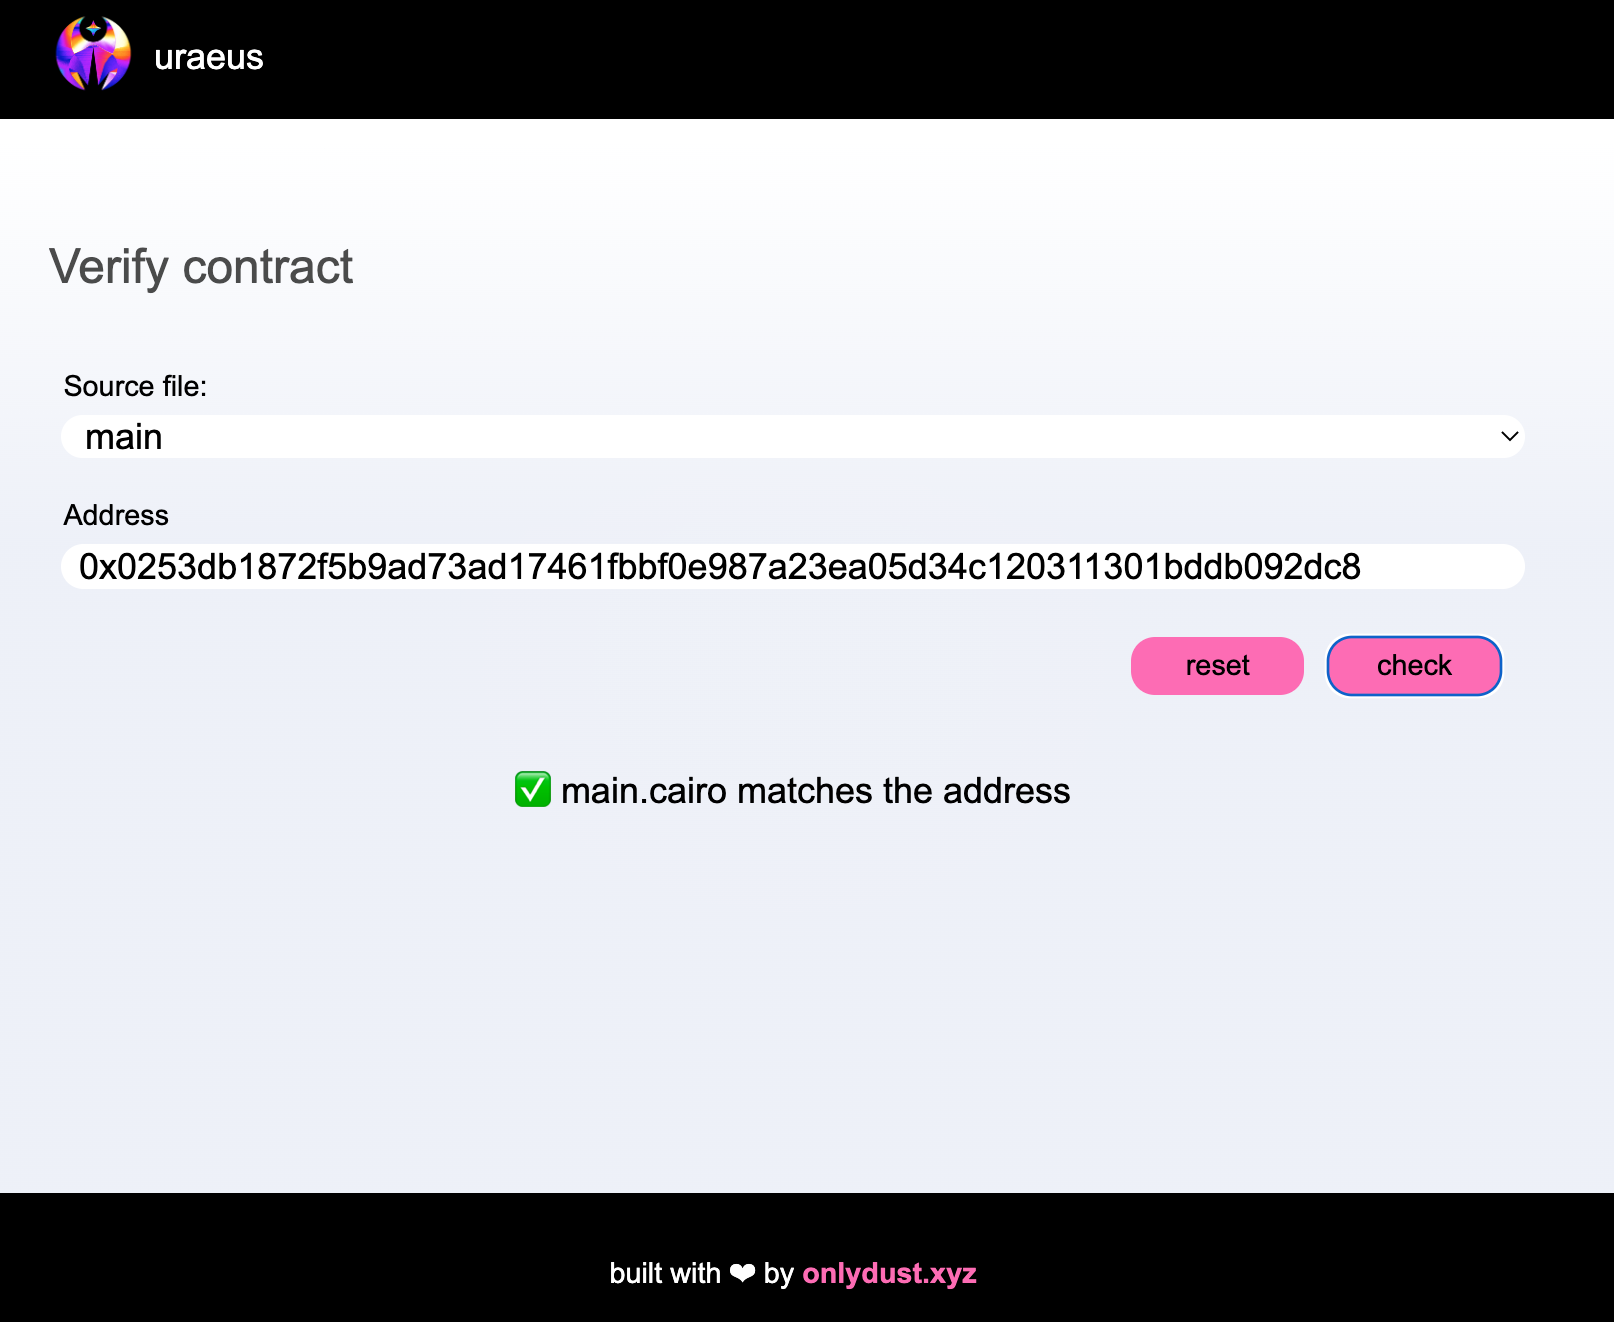 uraeus
Verify contract
Source file:
main
Address
0x0253db1872f5b9ad73ad17461fbbf0e987a23ea05d34c120311301bddb092dc8
reset check
✅ main.cairo matches the address
built with ❤ by onlydust.xyz